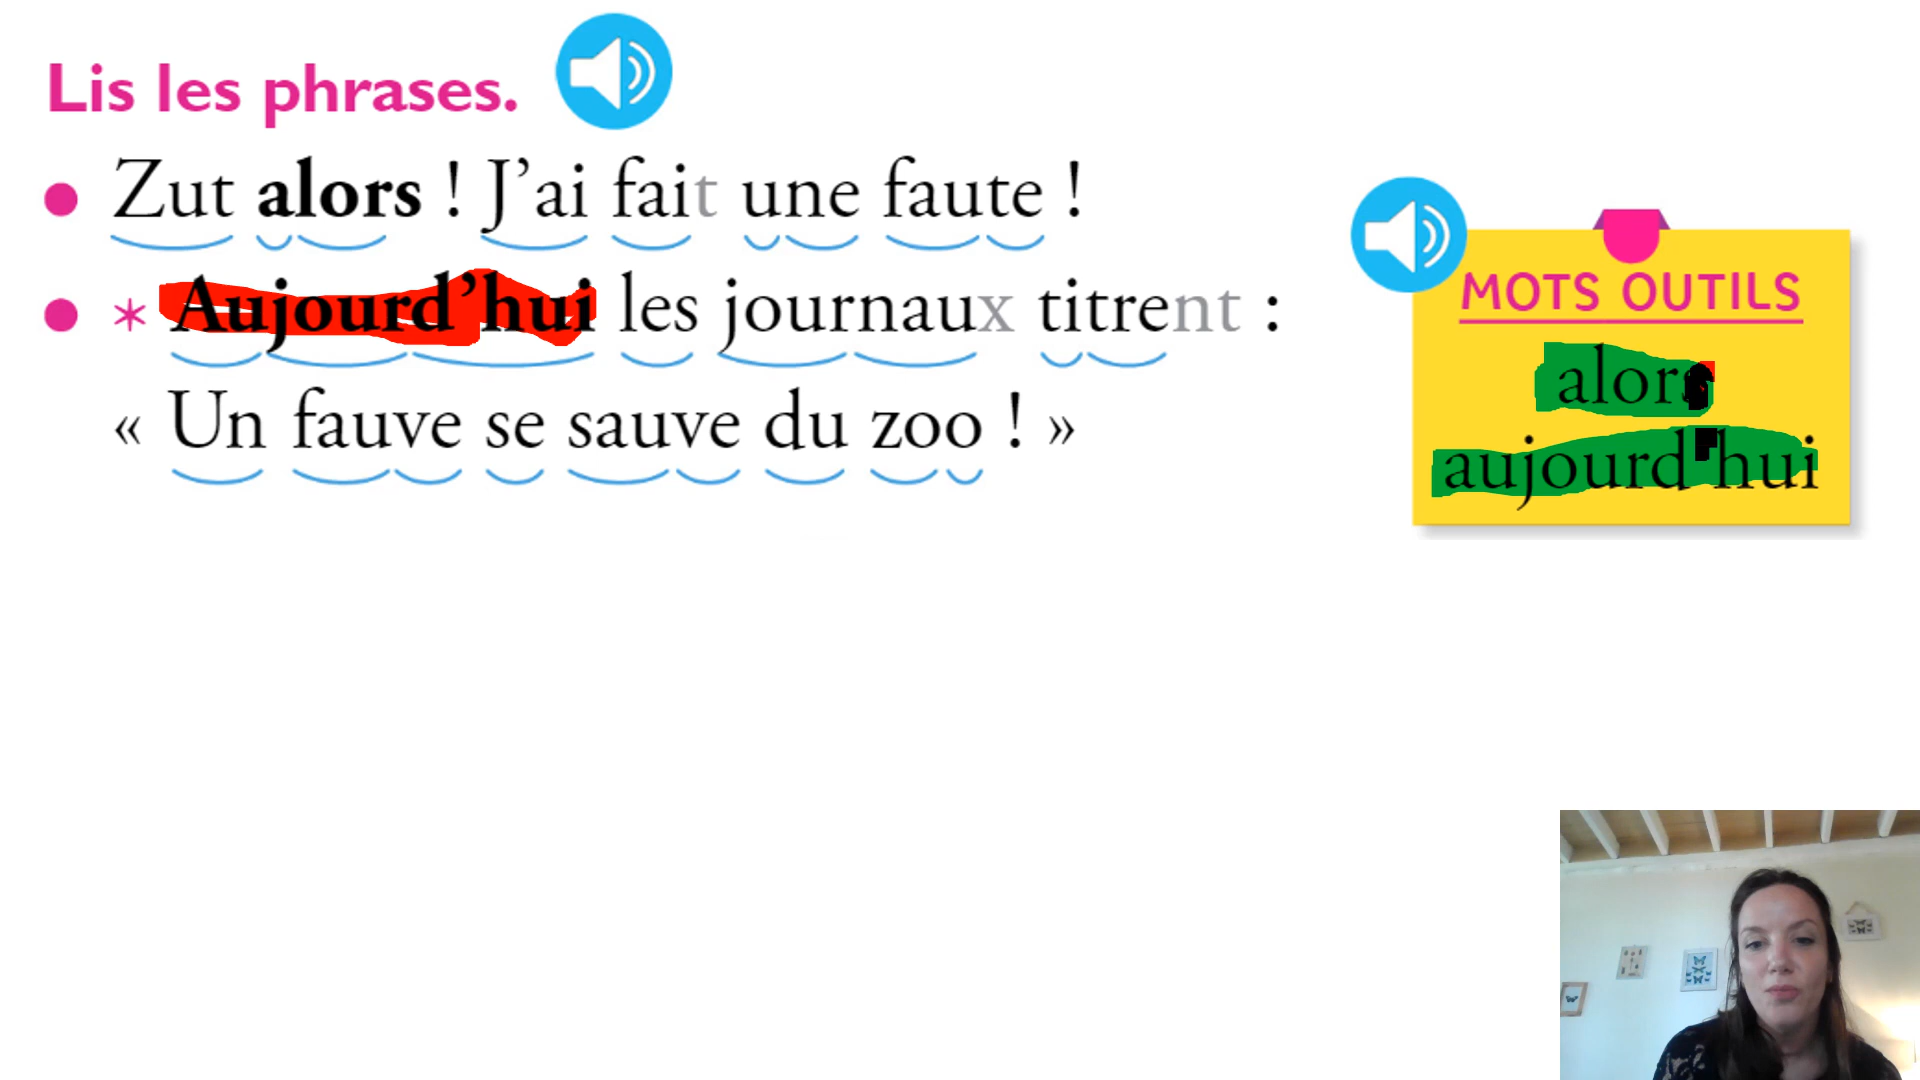 Lis les phrases.
● Zut alors ! J’ai fait une faute !
● * Aujourd’hui les journaux titrent :
« Un fauve se sauve du zoo ! »
MOTS OUTILS
alors
aujourd'hui